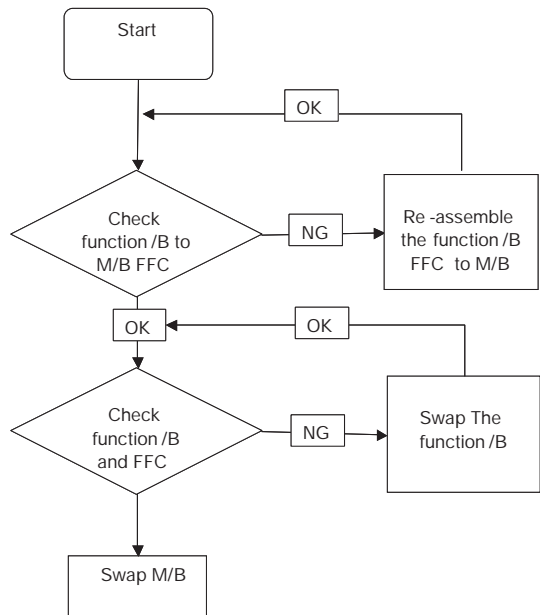 Start
OK
Check
function /B to
M/B FFC
NG
Re -assemble
the function /B
FFC to M/B
OK
OK
Check
function /B
and FFC
NG
Swap The
function /B
Swap M/B